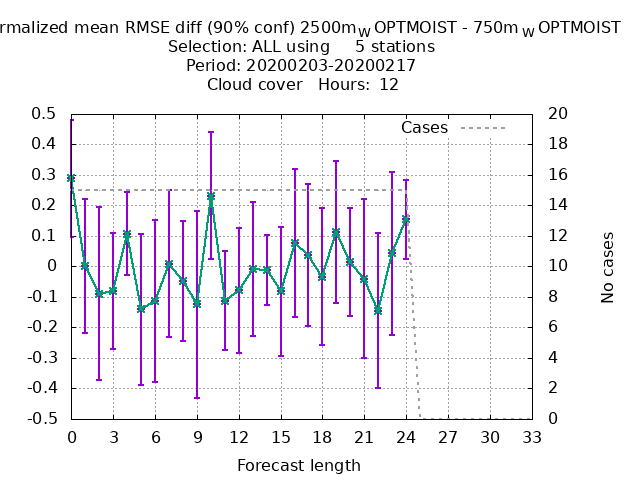 rmalized mean RMSE diff (90% conf) 2500m W OPTMOIST - 750m W OPTMOIST
Selection: ALL using 5 stations
Period: 20200203-20200217
Cloud cover Hours: 12
Cases
0.5
0.4
0.3
0.2
0.1
0
-0.1
-0.2
-0.3
-0.4
-0.5
20
18
16
14
12
10
8
6
4
2
0
No cases
0 3 6 9 12 15 18 21 24 27 30 33
Forecast length